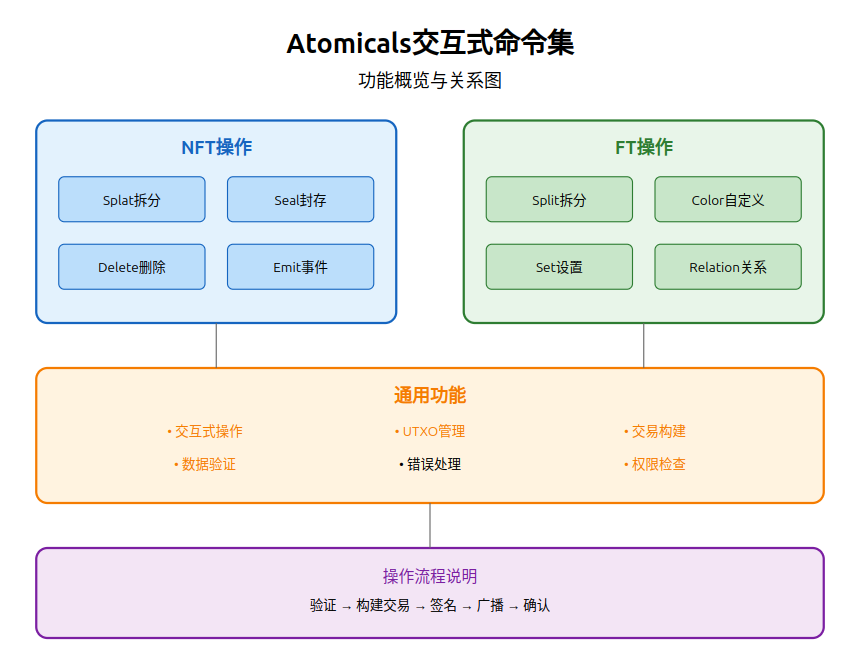 Atomicals交互式命令集
功能概览与关系图
NFT操作
Splat拆分
Seal封存
Delete删除
Emit事件
FT操作
Split拆分
Color自定义
Set设置
Relation关系
通用功能
• 交互式操作
• UTXO管理
• 交易构建
• 数据验证
• 错误处理
• 权限检查
操作流程说明
验证 → 构建交易 → 签名 → 广播 → 确认